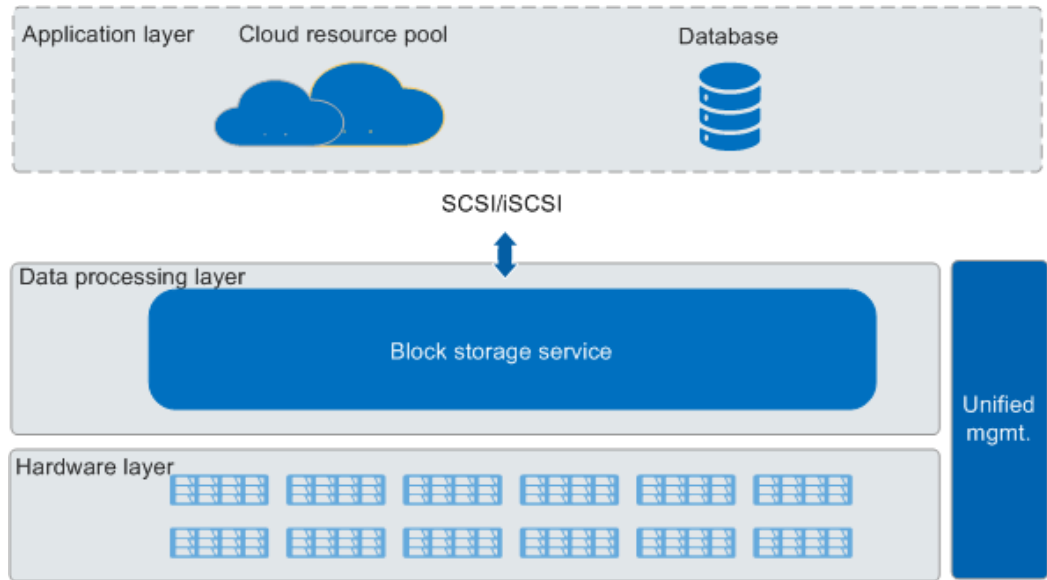 Application layer
Cloud resource pool
Database
SCSI/iSCSI
Data processing layer
Block storage service
Unified
mgmt.
Hardware layer